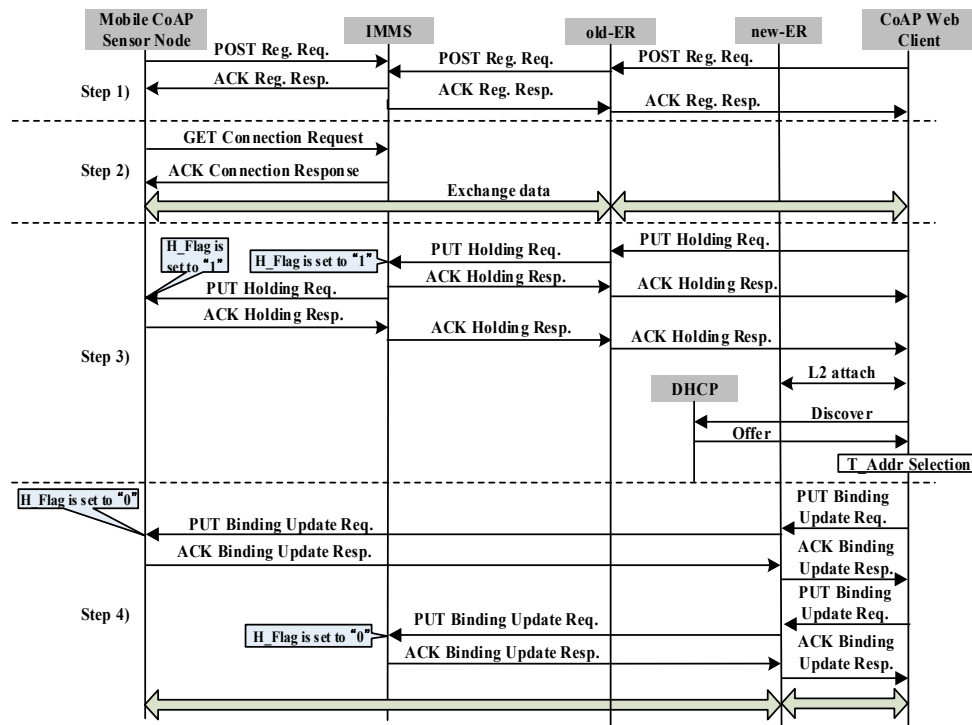 Mobile CoAP
Sensor Node
IMMS
old-ER
new-ER
CoAP Web
Client
POST Reg. Req.
POST Reg. Req.
POST Reg. Req.
ACK Reg. Resp.
Step 1)
ACK Reg. Resp.
ACK Reg. Resp.
GET Connection Request
Step 2)
ACK Connection Response
Exchange data
H_Flag is
set to “1”
H_Flag is set to “1”
PUT Holding Req.
PUT Holding Req.
ACK Holding Resp.
ACK Holding Resp.
PUT Holding Req.
ACK Holding Resp.
ACK Holding Resp.
ACK Holding Resp.
Step 3)
L2 attach
DHCP
Discover
Offer
T_Addr Selection
H_Flag is set to “0”
PUT Binding
Update Req.
PUT Binding Update Req.
ACK Binding Update Resp.
ACK Binding
Update Resp.
PUT Binding
Update Req.
Step 4)
H_Flag is set to “0”
PUT Binding Update Req.
ACK Binding Update Resp.
ACK Binding
Update Resp.